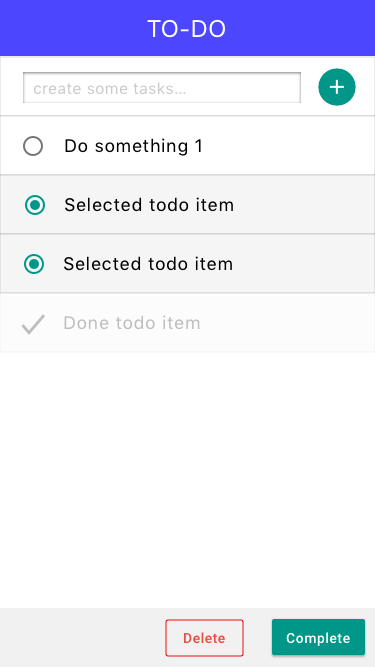 TO-DO
create some tasks...
Do something 1
Selected todo item
Selected todo item
Done todo item
Delete
Complete